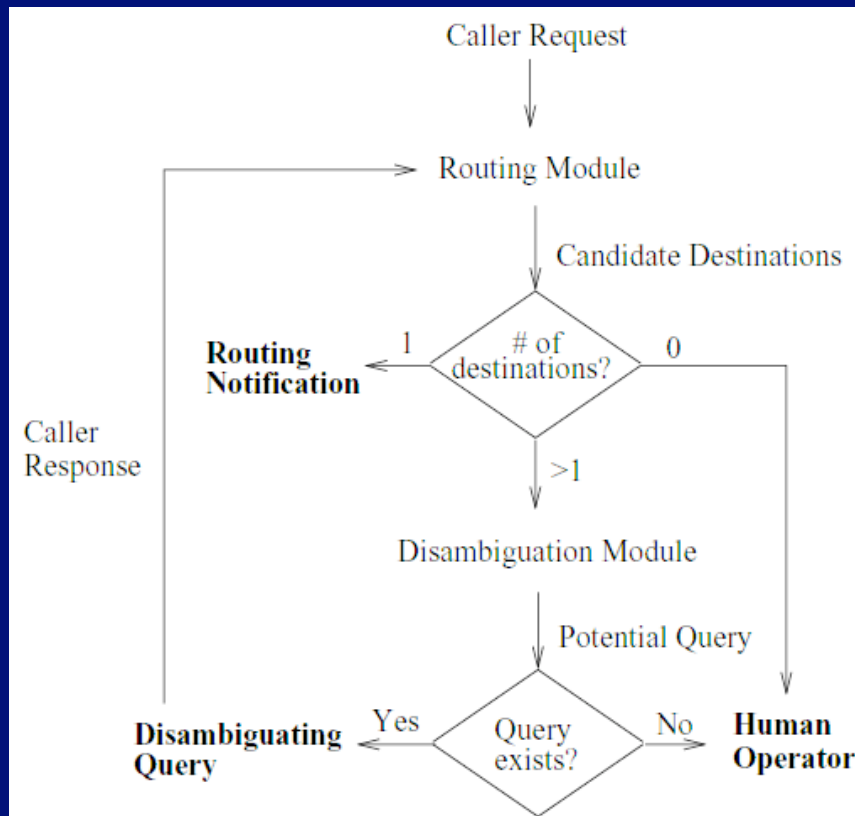 Caller Request
Routing Module
Candidate Destinations
# of
destinations?
1
0
Routing
Notification
Caller
Response
>1
Disambiguation Module
Potential Query
Query
exists?
Yes
No
Disambiguating
Query
Human
Operator